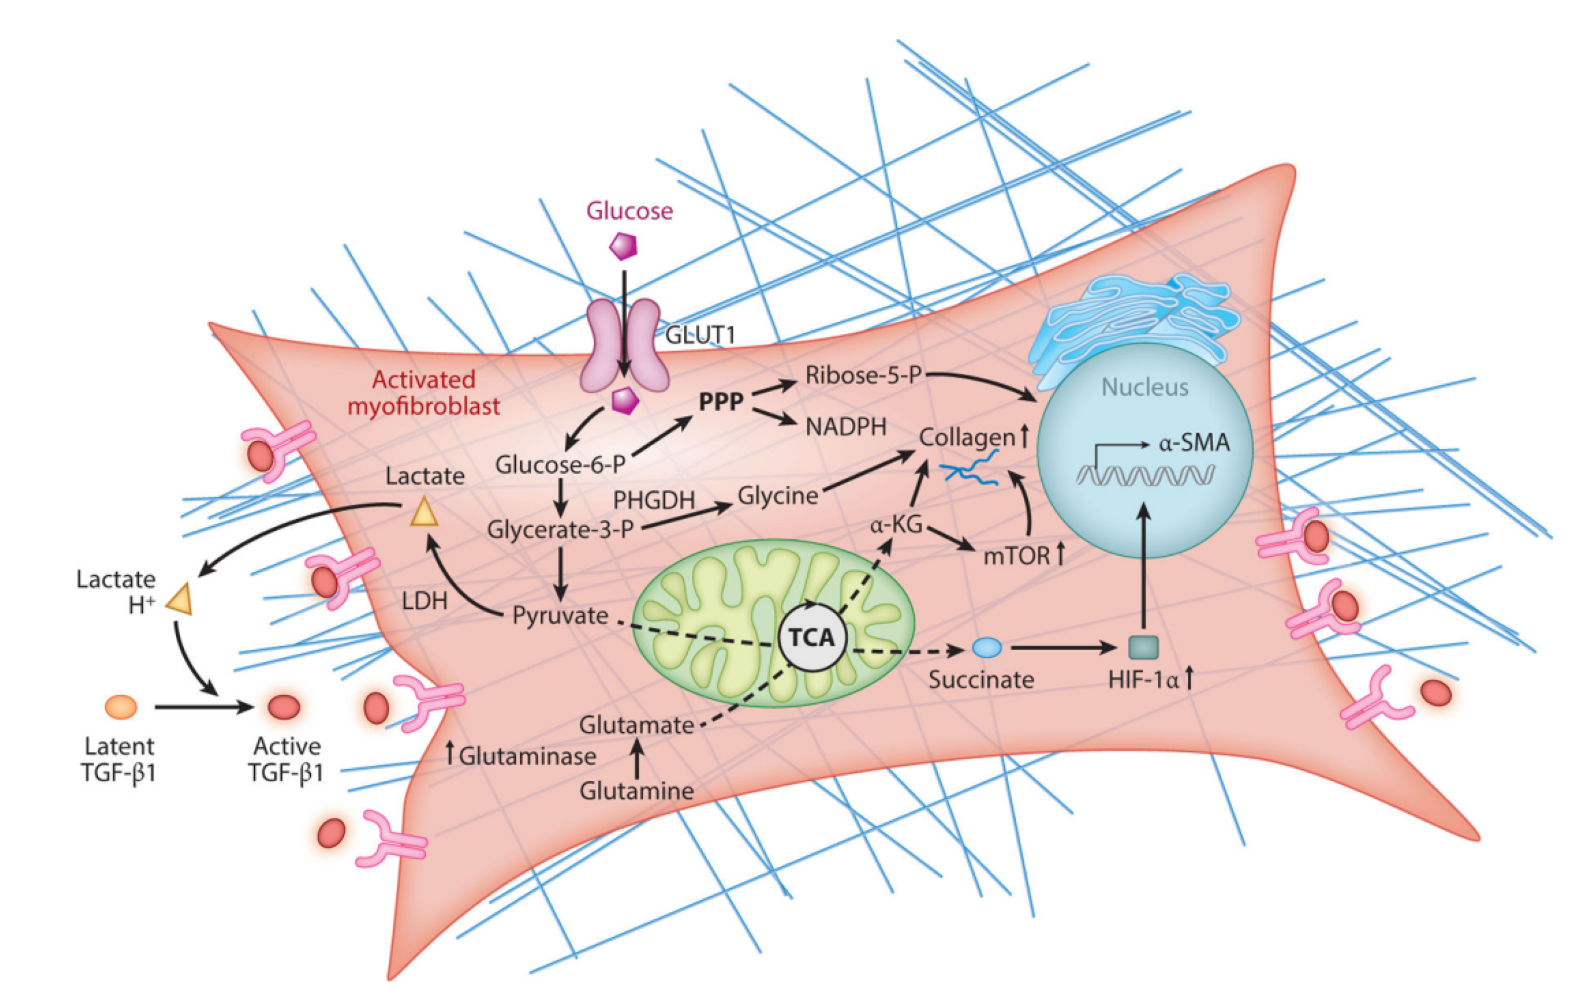 Glucose
GLUT1
Activated
myofibroblast
PPP
Ribose-5-P
NADPH
Nucleus
α-SMA
Collagen↑
Glucose-6-P
PHGDH
Glycine
Glycerate-3-P
α-KG
mTOR↑
Lactate
Lactate
H⁺
LDH
Pyruvate
TCA
Succinate
HIF-1α↑
Glutamate
↑Glutaminase
Glutamine
Latent
TGF-β1
Active
TGF-β1